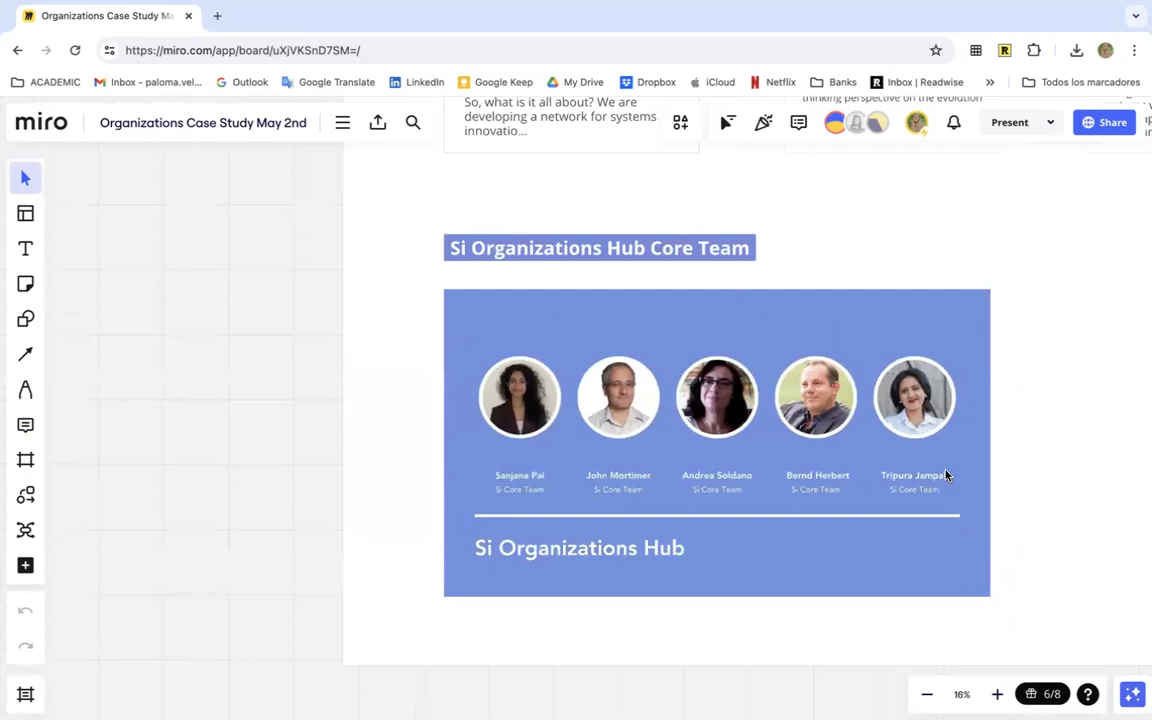 Organizations Case Study Ma
https://miro.com/app/board/uXjVKSnD7SM=/
ACADEMIC
Inbox - paloma.vel...
Outlook
Google Translate
LinkedIn
Google Keep
My Drive
Dropbox
iCloud
Netflix
Banks
Inbox | Readwise
»
Todos los marcadores
miro
Organizations Case Study May 2nd
Present
Share
So, what is it all about? We are
developing a network for systems
innovatio...
thinking perspective on the evolution
Si Organizations Hub Core Team
Sanjana Pai
Si Core Team
John Mortimer
Si Core Team
Andrea Soldano
Si Core Team
Bernd Herbert
Si Core Team
Tripura
Si Core Team
Si Organizations Hub
16%
6/8